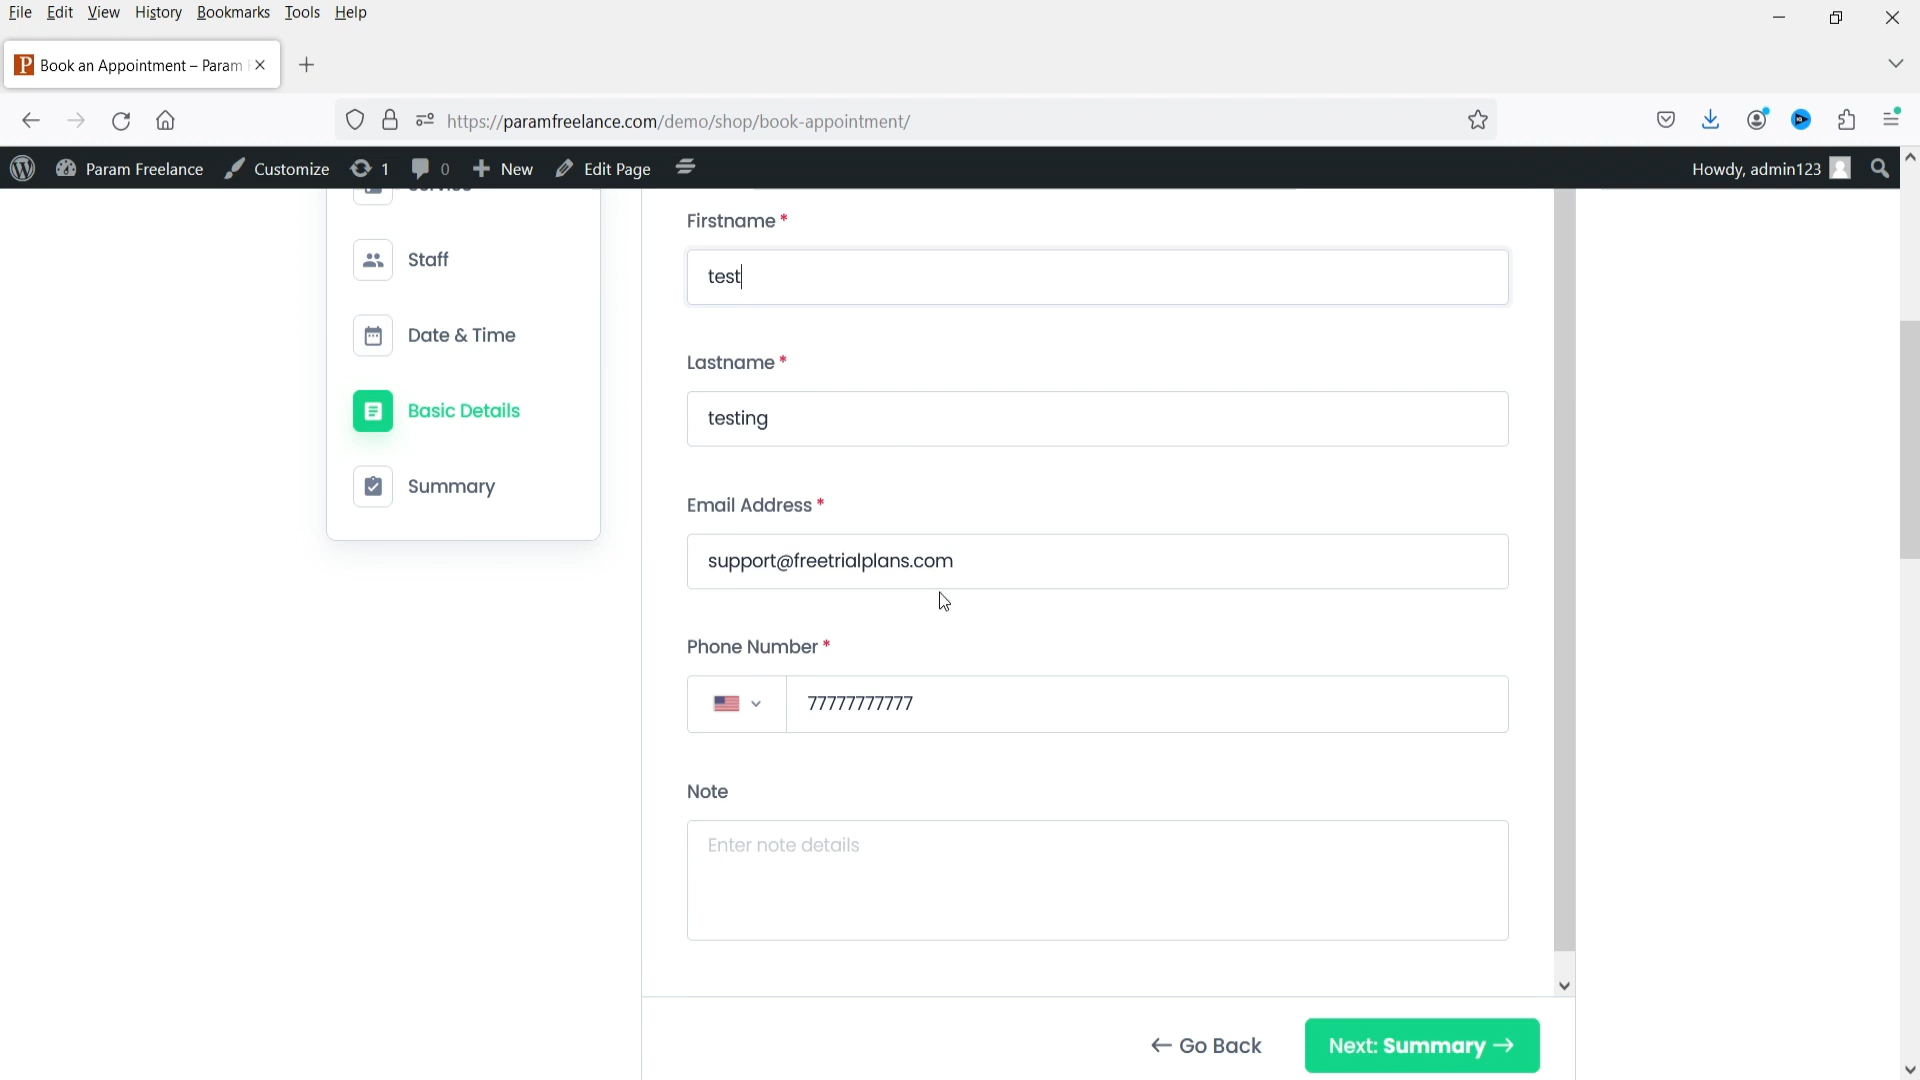 File Edit View History Bookmarks Tools Help
Book an Appointment – Param
https://paramfreelance.com/demo/shop/book-appointment/
Param Freelance Customize 1 0 New Edit Page Howdy, admin123
Service
Staff
Date & Time
Basic Details
Summary
Firstname *
test
Lastname *
testing
Email Address *
support@freetrialplans.com
Phone Number *
77777777777
Note
Enter note details
← Go Back
Next: Summary →